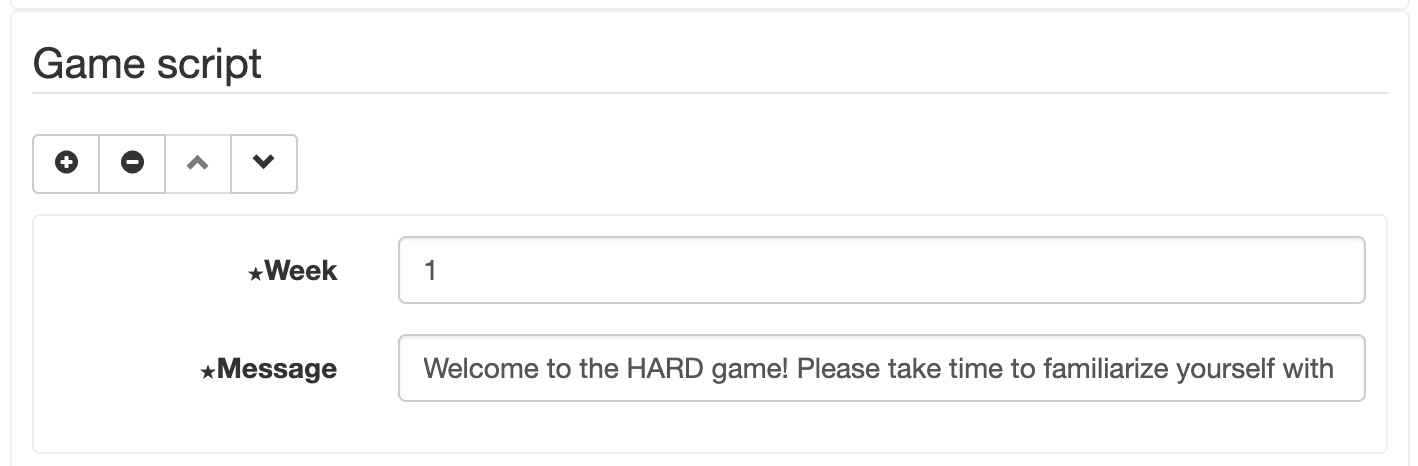 Game script
★Week
1
★Message
Welcome to the HARD game! Please take time to familiarize yourself with